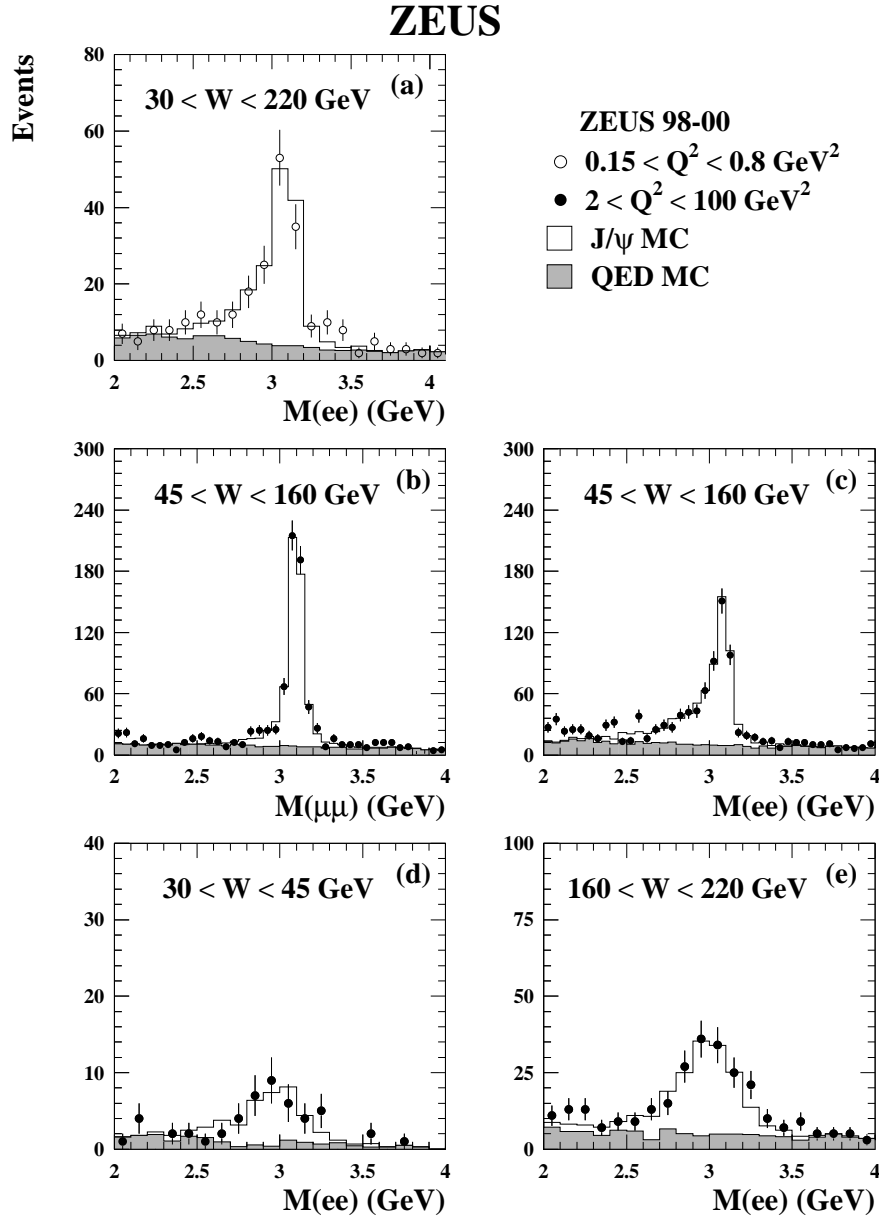 ZEUS
Events
80
60
40
20
0
30 < W < 220 GeV
(a)
2 2.5 3 3.5 4
M(ee) (GeV)
ZEUS 98-00
0.15 < Q² < 0.8 GeV²
2 < Q² < 100 GeV²
J/ψ MC
QED MC
300
240
180
120
60
0
45 < W < 160 GeV
(b)
2 2.5 3 3.5 4
M(μμ) (GeV)
300
240
180
120
60
0
45 < W < 160 GeV
(c)
2 2.5 3 3.5 4
M(ee) (GeV)
40
30
20
10
0
30 < W < 45 GeV
(d)
2 2.5 3 3.5 4
M(ee) (GeV)
100
75
50
25
0
160 < W < 220 GeV
(e)
2 2.5 3 3.5 4
M(ee) (GeV)